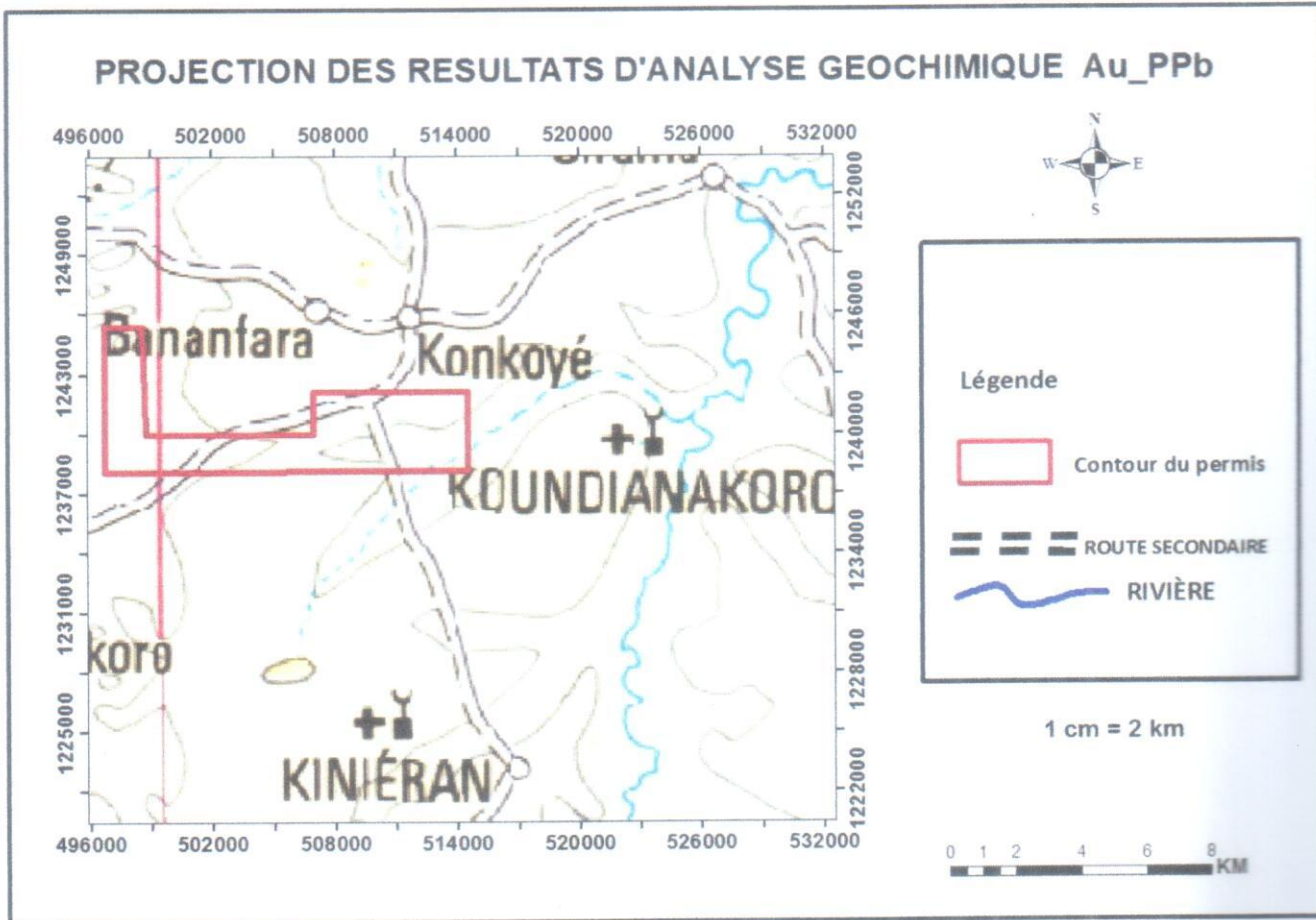 PROJECTION DES RESULTATS D'ANALYSE GEOCHIMIQUE Au_PPb
496000 502000 508000 514000 520000 526000 532000
N
W E
S
1252000
1249000
1246000
Bananfara
Konkoyé
1243000
1240000
KOUNDIANAKORO
1237000
1234000
1231000
koro
1228000
1225000
KINIÉRAN
1222000
496000 502000 508000 514000 520000 526000 532000
Légende
Contour du permis
ROUTE SECONDAIRE
RIVIÈRE
1 cm = 2 km
0 1 2 4 6 8
KM